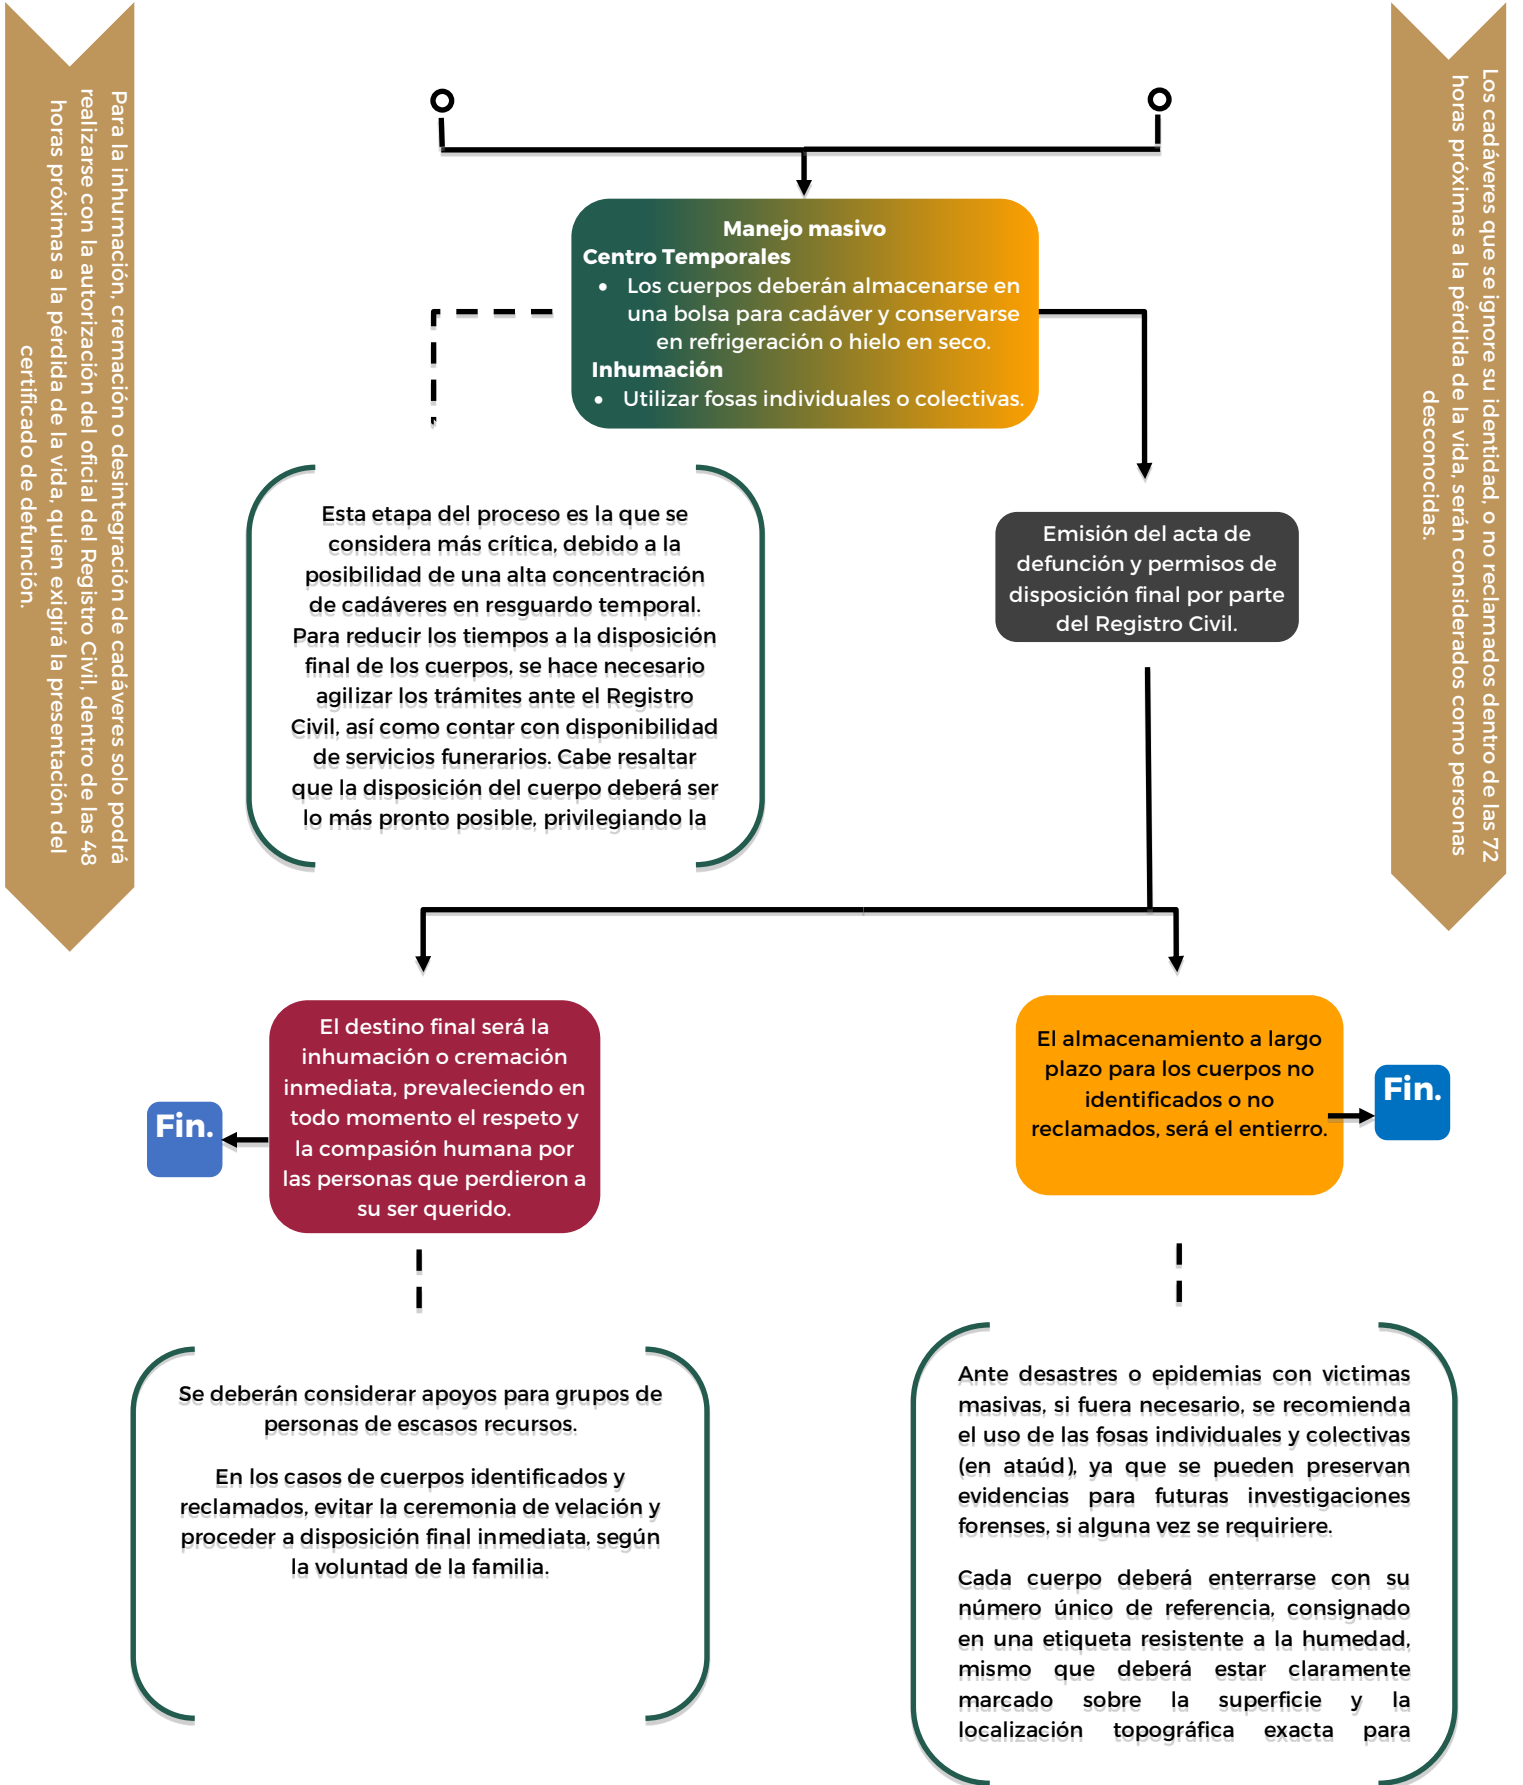 Para la inhumación, cremación o desintegración de cadáveres solo podrá
realizarse con la autorización del oficial del Registro Civil, dentro de las 48
horas próximas a la pérdida de la vida, quien exigirá la presentación del
certificado de defunción.
Los cadáveres que se ignore su identidad, o no reclamados dentro de las 72
horas próximas a la pérdida de la vida, serán considerados como personas
desconocidas.
Manejo masivo
Centro Temporales
• Los cuerpos deberán almacenarse en
una bolsa para cadáver y conservarse
en refrigeración o hielo en seco.
Inhumación
• Utilizar fosas individuales o colectivas.
Esta etapa del proceso es la que se
considera más crítica, debido a la
posibilidad de una alta concentración
de cadáveres en resguardo temporal.
Para reducir los tiempos a la disposición
final de los cuerpos, se hace necesario
agilizar los trámites ante el Registro
Civil, así como contar con disponibilidad
de servicios funerarios. Cabe resaltar
que la disposición del cuerpo deberá ser
lo más pronto posible, privilegiando la
Emisión del acta de
defunción y permisos de
disposición final por parte
del Registro Civil.
El destino final será la
inhumación o cremación
inmediata, prevaleciendo en
todo momento el respeto y
la compasión humana por
las personas que perdieron a
su ser querido.
Fin.
El almacenamiento a largo
plazo para los cuerpos no
identificados o no
reclamados, será el entierro.
Fin.
Se deberán considerar apoyos para grupos de
personas de escasos recursos.
En los casos de cuerpos identificados y
reclamados, evitar la ceremonia de velación y
proceder a disposición final inmediata, según
la voluntad de la familia.
Ante desastres o epidemias con victimas
masivas, si fuera necesario, se recomienda
el uso de las fosas individuales y colectivas
(en ataúd), ya que se pueden preservan
evidencias para futuras investigaciones
forenses, si alguna vez se requiriere.
Cada cuerpo deberá enterrarse con su
número único de referencia, consignado
en una etiqueta resistente a la humedad,
mismo que deberá estar claramente
marcado sobre la superficie y la
localización topográfica exacta para